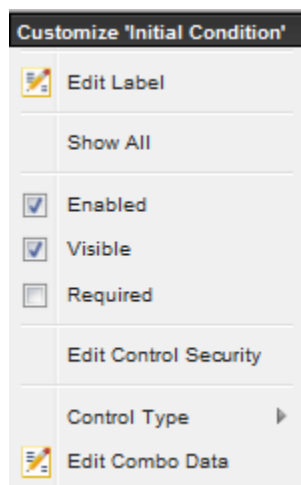 Customize 'Initial Condition'
Edit Label
Show All
Enabled
Visible
Required
Edit Control Security
Control Type
Edit Combo Data